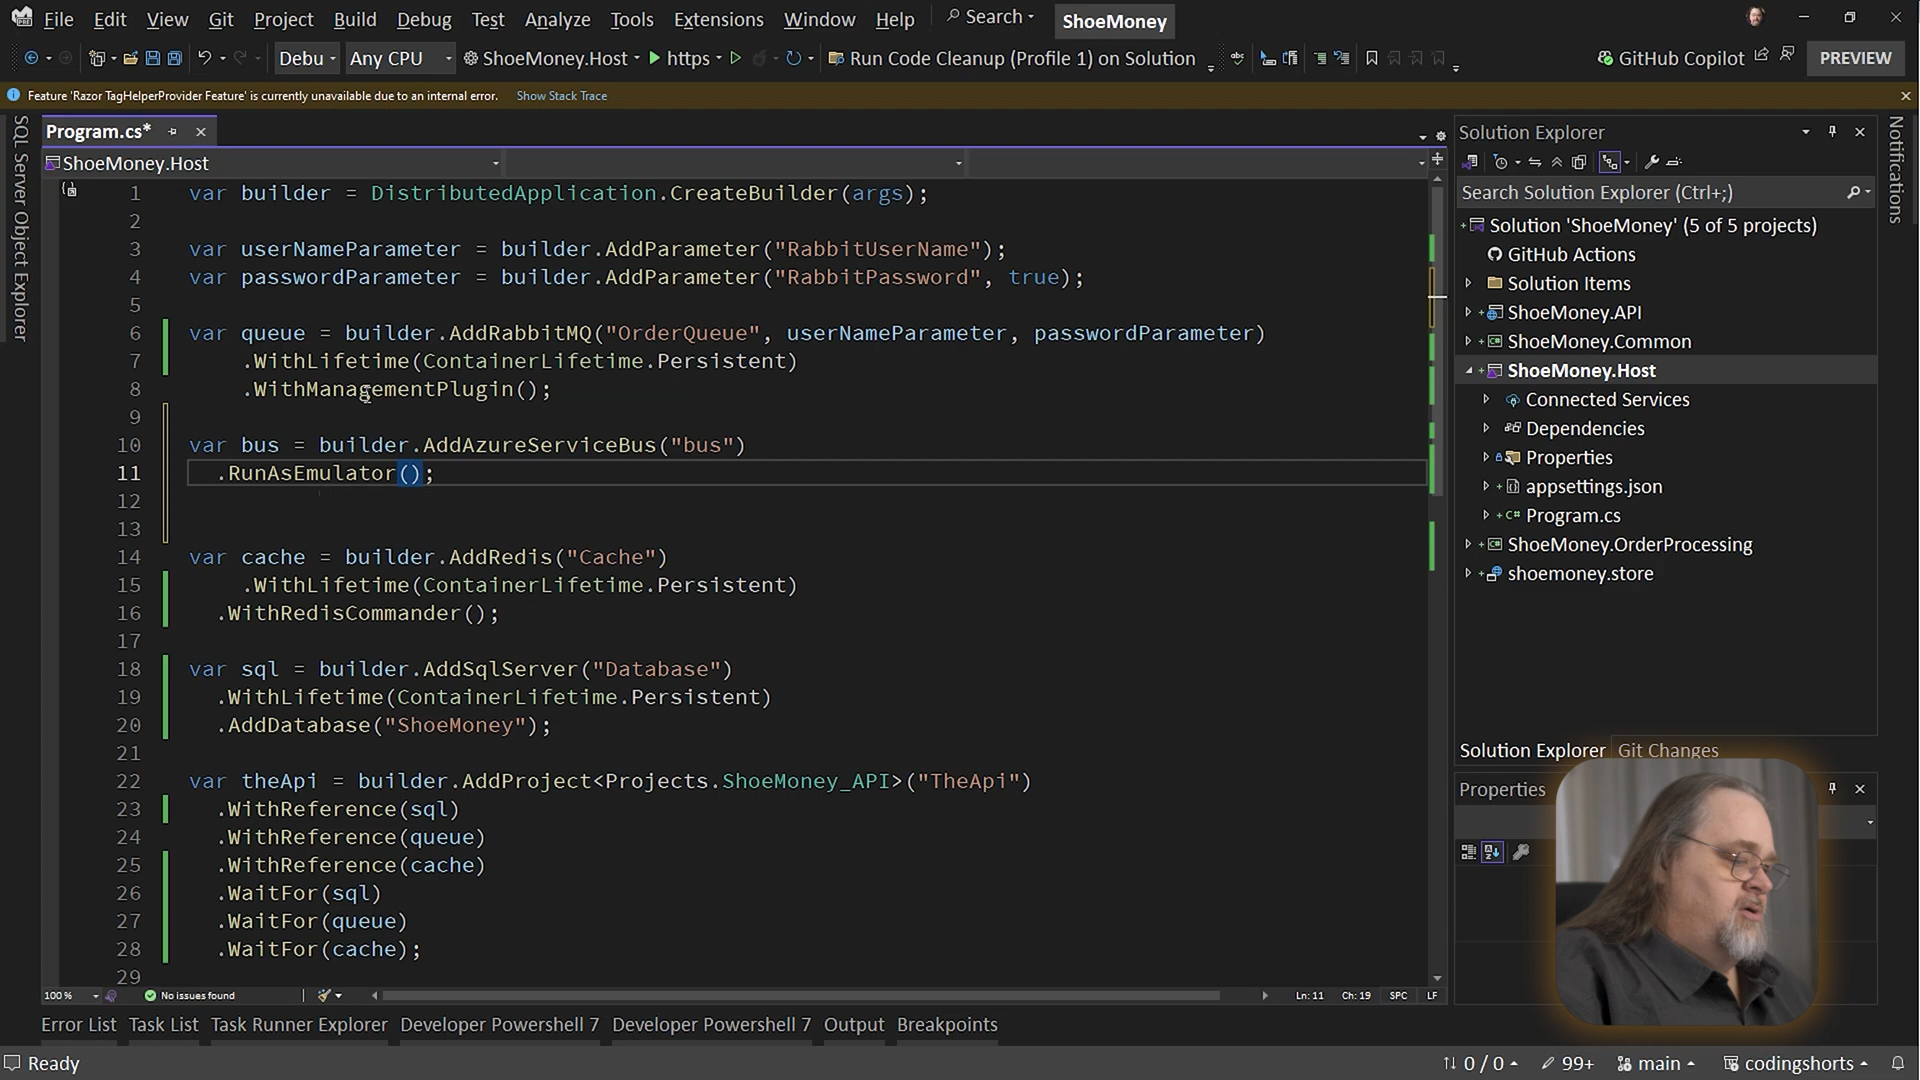 File Edit View Git Project Build Debug Test Analyze Tools Extensions Window Help Search ShoeMoney
Debu Any CPU ShoeMoney.Host https Run Code Cleanup (Profile 1) on Solution GitHub Copilot PREVIEW
Feature 'Razor TagHelperProvider Feature' is currently unavailable due to an internal error. Show Stack Trace
SQL Server Object Explorer
Program.cs*
ShoeMoney.Host
1 var builder = DistributedApplication.CreateBuilder(args);
2
3 var userNameParameter = builder.AddParameter("RabbitUserName");
4 var passwordParameter = builder.AddParameter("RabbitPassword", true);
5
6 var queue = builder.AddRabbitMQ("OrderQueue", userNameParameter, passwordParameter)
7 .WithLifetime(ContainerLifetime.Persistent)
8 .WithManagementPlugin();
9
10 var bus = builder.AddAzureServiceBus("bus")
11 .RunAsEmulator();
12
13
14 var cache = builder.AddRedis("Cache")
15 .WithLifetime(ContainerLifetime.Persistent)
16 .WithRedisCommander();
17
18 var sql = builder.AddSqlServer("Database")
19 .WithLifetime(ContainerLifetime.Persistent)
20 .AddDatabase("ShoeMoney");
21
22 var theApi = builder.AddProject<Projects.ShoeMoney_API>("TheApi")
23 .WithReference(sql)
24 .WithReference(queue)
25 .WithReference(cache)
26 .WaitFor(sql)
27 .WaitFor(queue)
28 .WaitFor(cache);
29
100 % No issues found Ln: 11 Ch: 19 SPC LF
Solution Explorer
Search Solution Explorer (Ctrl+;)
Solution 'ShoeMoney' (5 of 5 projects)
GitHub Actions
Solution Items
ShoeMoney.API
ShoeMoney.Common
ShoeMoney.Host
Connected Services
Dependencies
Properties
appsettings.json
C# Program.cs
ShoeMoney.OrderProcessing
shoemoney.store
Solution Explorer Git Changes
Properties
Notifications
Error List Task List Task Runner Explorer Developer Powershell 7 Developer Powershell 7 Output Breakpoints
Ready 0 / 0 99+ main codingshorts